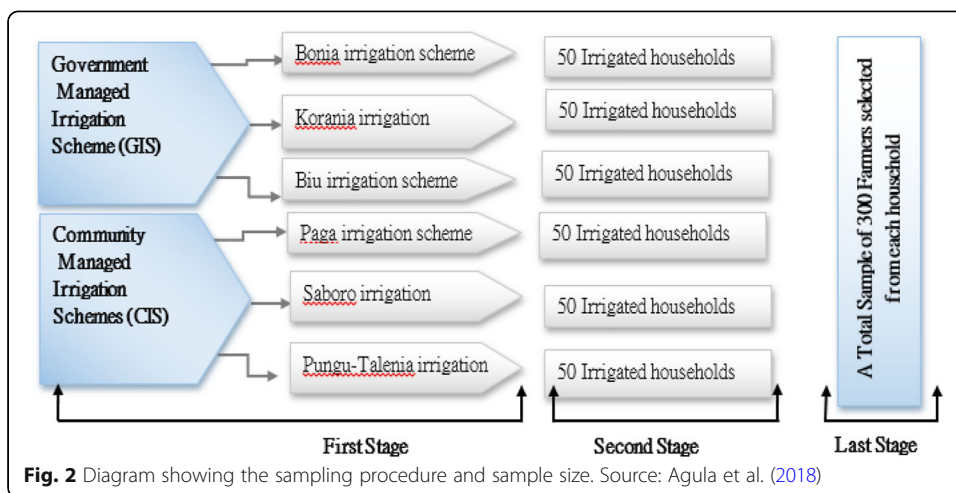 Government
Managed
Irrigation
Scheme (GIS)
Bonia irrigation scheme
Korania irrigation
Biu irrigation scheme
50 Irrigated households
50 Irrigated households
50 Irrigated households
Community
Managed
Irrigation
Schemes (CIS)
Paga irrigation scheme
Saboro irrigation
Pungu-Talenia irrigation
50 Irrigated households
50 Irrigated households
50 Irrigated households
A Total Sample of 300 Farmers selected
from each household
First Stage
Second Stage
Last Stage
Fig. 2 Diagram showing the sampling procedure and sample size. Source: Agula et al. (2018)